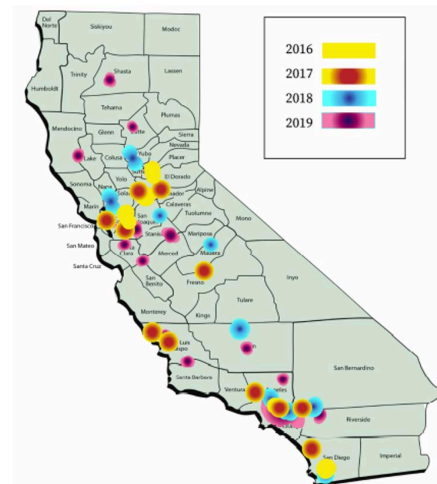 Del
Norte
Siskiyou
Modoc
Trinity
Shasta
Lassen
Humboldt
Tehama
Plumas
Mendocino
Glenn
Butte
Sierra
Nevada
Lake
Colusa
Yuba
Placer
Sonoma
Yolo
El Dorado
Napa
Alpine
Marin
Calaveras
San Francisco
San
Joaquin
Tuolumne
Mono
San Mateo
Mariposa
Clara
Merced
Madera
Santa Cruz
San
Benito
Fresno
Inyo
Monterey
Kings
Tulare
Luis
Santa Barbara
Ventura
San Bernardino
Riverside
San Diego
Imperial
2016
2017
2018
2019